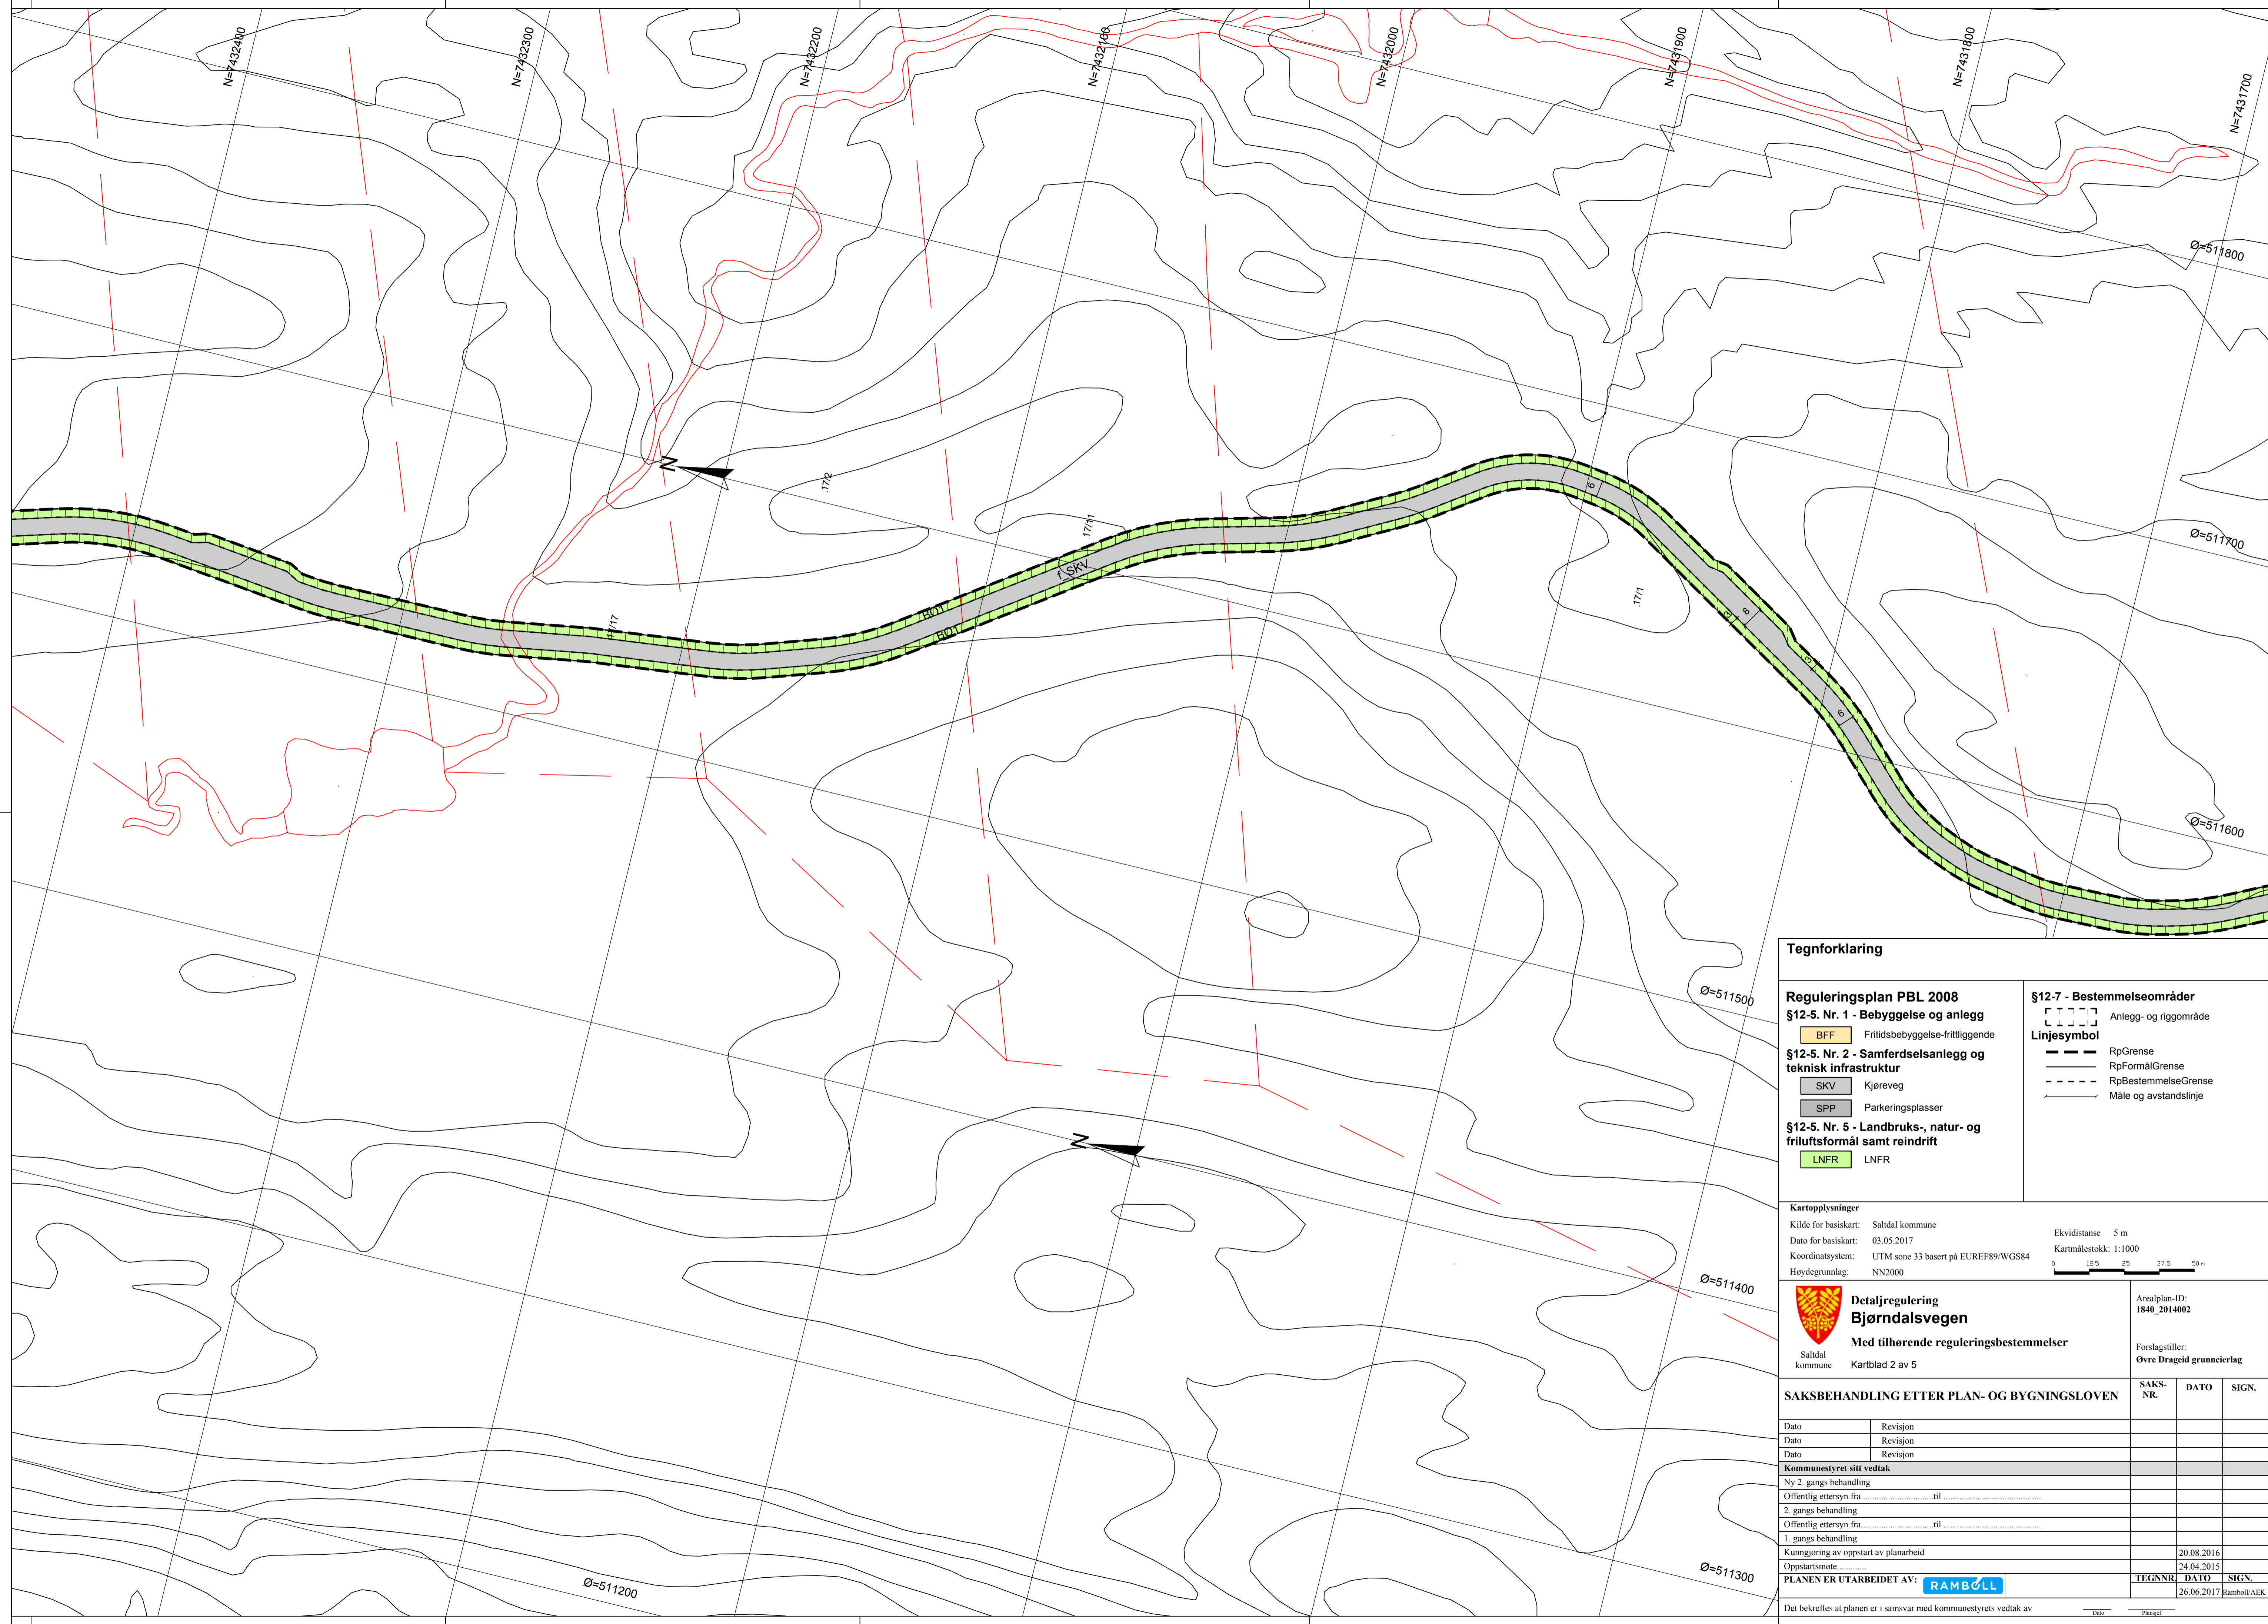 N=7432400
N=7432300
N=7432200
N=7432100
N=7432000
N=7431900
N=7431800
N=7431700
Ø=511800
Ø=511700
Ø=511600
Ø=511500
Ø=511400
Ø=511300
Ø=511200
N
17/2
17/11
17/17
17/1
f_SKV
BO1
BO1
6
3
8
3
6
N
Tegnforklaring
Reguleringsplan PBL 2008
§12-5. Nr. 1 - Bebyggelse og anlegg
BFF Fritidsbebyggelse-frittliggende
§12-5. Nr. 2 - Samferdselsanlegg og
teknisk infrastruktur
SKV Kjøreveg
SPP Parkeringsplasser
§12-5. Nr. 5 - Landbruks-, natur- og
friluftsformål samt reindrift
LNFR LNFR
§12-7 - Bestemmelseområder
Anlegg- og riggområde
Linjesymbol
RpGrense
RpFormålGrense
RpBestemmelseGrense
Måle og avstandslinje
Kartopplysninger
Kilde for basiskart: Saltdal kommune
Dato for basiskart: 03.05.2017
Koordinatsystem: UTM sone 33 basert på EUREF89/WGS84
Høydegrunnlag: NN2000
Ekvidistanse 5 m
Kartmålestokk: 1:1000
0 12.5 25 37.5 50 m
Saltdal
kommune
Detaljregulering
Bjørndalsvegen
Med tilhørende reguleringsbestemmelser
Kartblad 2 av 5
Arealplan-ID:
1840_2014002
Forslagstiller:
Øvre Drageid grunneierlag
SAKSBEHANDLING ETTER PLAN- OG BYGNINGSLOVEN SAKS-NR. DATO SIGN.
Dato Revisjon
Dato Revisjon
Dato Revisjon
Kommunestyret sitt vedtak
Ny 2. gangs behandling
Offentlig ettersyn fra ...............................til ...........................................
2. gangs behandling
Offentlig ettersyn fra................................til ...........................................
1. gangs behandling
Kunngjøring av oppstart av planarbeid 20.08.2016
Oppstartsmøte............. 24.04.2015
PLANEN ER UTARBEIDET AV: RAMBOLL TEGNNR. DATO SIGN.
26.06.2017 Rambøll/AEK
Det bekreftes at planen er i samsvar med kommunestyrets vedtak av
Dato Plansjef